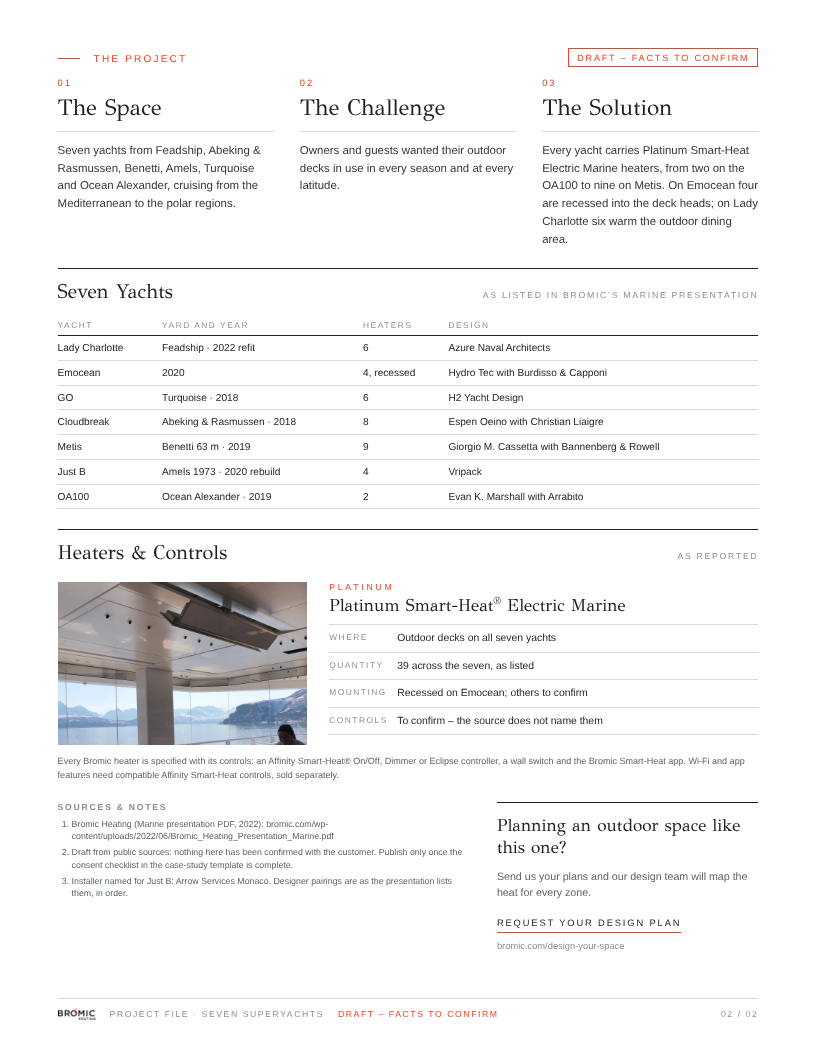 THE PROJECT
DRAFT – FACTS TO CONFIRM
01
The Space
Seven yachts from Feadship, Abeking &
Rasmussen, Benetti, Amels, Turquoise
and Ocean Alexander, cruising from the
Mediterranean to the polar regions.
02
The Challenge
Owners and guests wanted their outdoor
decks in use in every season and at every
latitude.
03
The Solution
Every yacht carries Platinum Smart-Heat
Electric Marine heaters, from two on the
OA100 to nine on Metis. On Emocean four
are recessed into the deck heads; on Lady
Charlotte six warm the outdoor dining
area.
Seven Yachts
AS LISTED IN BROMIC'S MARINE PRESENTATION
YACHT YARD AND YEAR HEATERS DESIGN
Lady Charlotte Feadship · 2022 refit 6 Azure Naval Architects
Emocean 2020 4, recessed Hydro Tec with Burdisso & Capponi
GO Turquoise · 2018 6 H2 Yacht Design
Cloudbreak Abeking & Rasmussen · 2018 8 Espen Oeino with Christian Liaigre
Metis Benetti 63 m · 2019 9 Giorgio M. Cassetta with Bannenberg & Rowell
Just B Amels 1973 · 2020 rebuild 4 Vripack
OA100 Ocean Alexander · 2019 2 Evan K. Marshall with Arrabito
Heaters & Controls
AS REPORTED
PLATINUM
Platinum Smart-Heat® Electric Marine
WHERE Outdoor decks on all seven yachts
QUANTITY 39 across the seven, as listed
MOUNTING Recessed on Emocean; others to confirm
CONTROLS To confirm – the source does not name them
Every Bromic heater is specified with its controls: an Affinity Smart-Heat® On/Off, Dimmer or Eclipse controller, a wall switch and the Bromic Smart-Heat app. Wi-Fi and app
features need compatible Affinity Smart-Heat controls, sold separately.
SOURCES & NOTES
1. Bromic Heating (Marine presentation PDF, 2022): bromic.com/wp-
content/uploads/2022/06/Bromic_Heating_Presentation_Marine.pdf
2. Draft from public sources: nothing here has been confirmed with the customer. Publish only once the
consent checklist in the case-study template is complete.
3. Installer named for Just B: Arrow Services Monaco. Designer pairings are as the presentation lists
them, in order.
Planning an outdoor space like
this one?
Send us your plans and our design team will map the
heat for every zone.
REQUEST YOUR DESIGN PLAN
bromic.com/design-your-space
BROMIC
HEATING
PROJECT FILE · SEVEN SUPERYACHTS DRAFT – FACTS TO CONFIRM 02 / 02